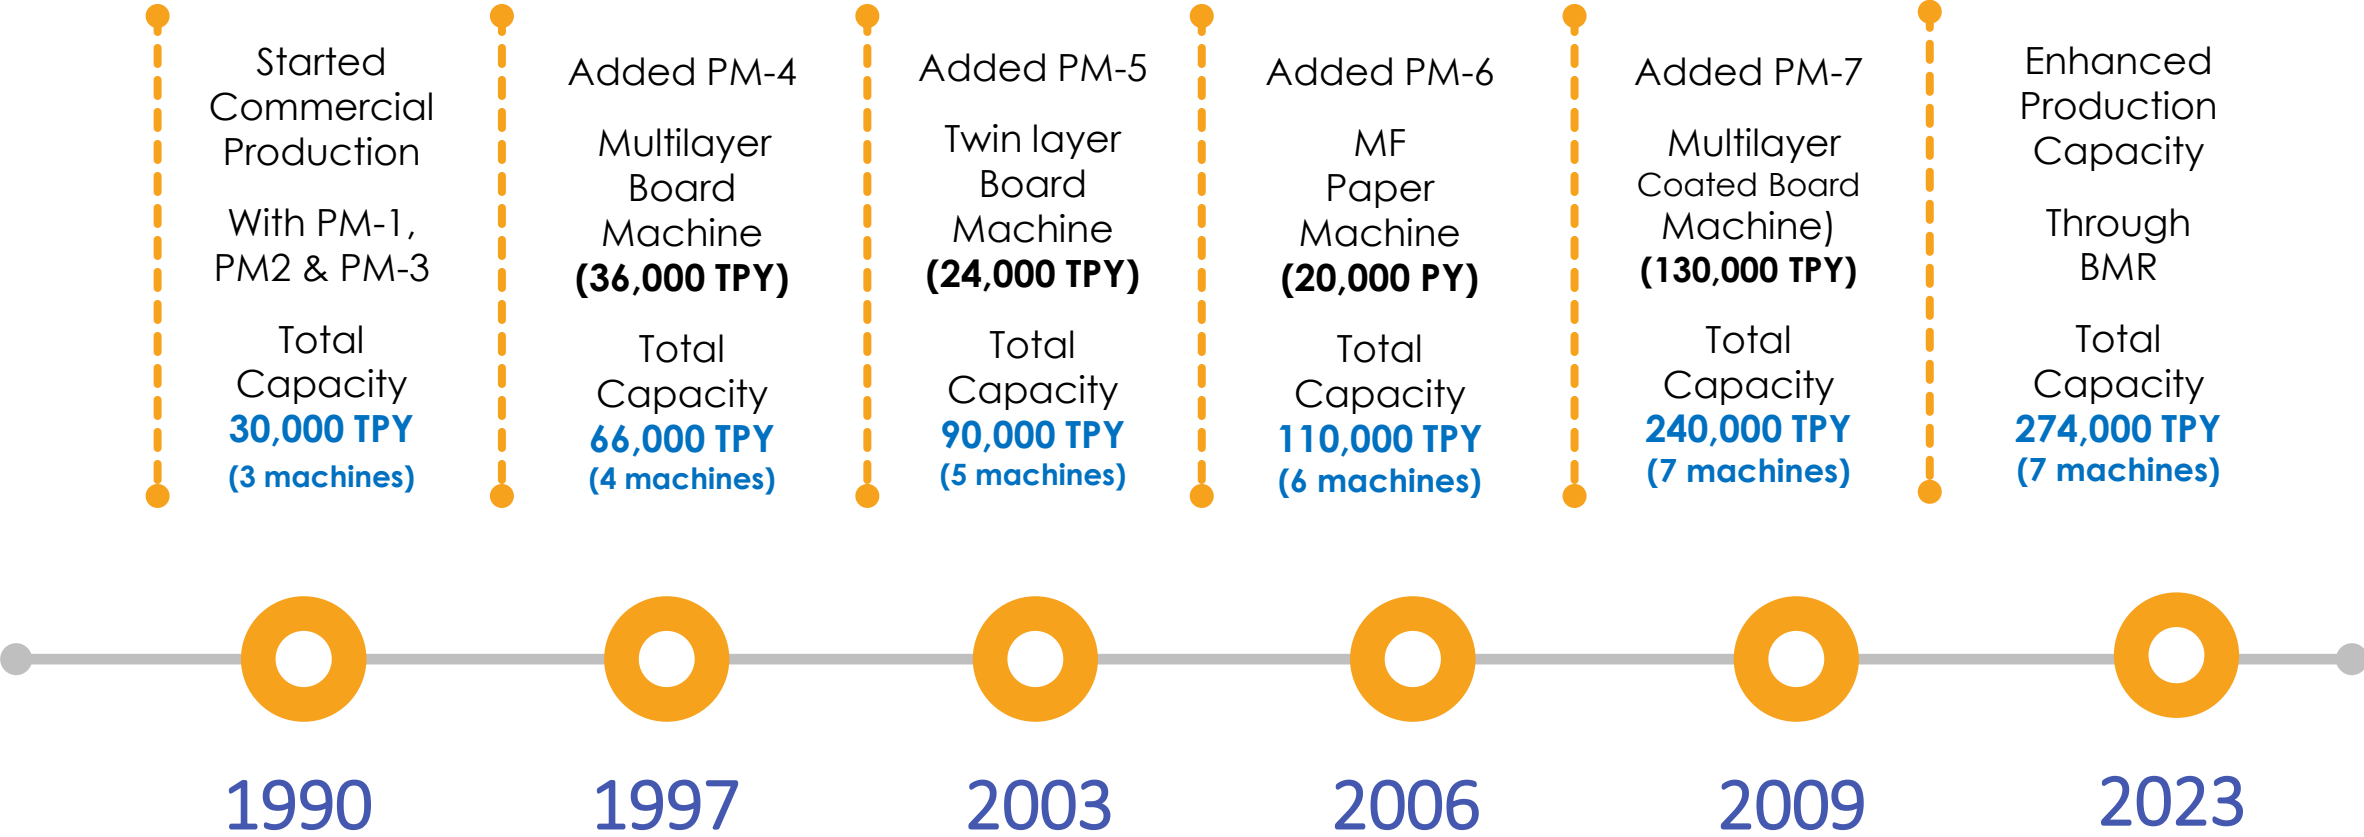 Started
Commercial
Production
With PM-1,
PM2 & PM-3
Total
Capacity
30,000 TPY
(3 machines)
Added PM-4
Multilayer
Board
Machine
(36,000 TPY)
Total
Capacity
66,000 TPY
(4 machines)
Added PM-5
Twin layer
Board
Machine
(24,000 TPY)
Total
Capacity
90,000 TPY
(5 machines)
Added PM-6
MF
Paper
Machine
(20,000 PY)
Total
Capacity
110,000 TPY
(6 machines)
Added PM-7
Multilayer
Coated Board
Machine)
(130,000 TPY)
Total
Capacity
240,000 TPY
(7 machines)
Enhanced
Production
Capacity
Through
BMR
Total
Capacity
274,000 TPY
(7 machines)
1990
1997
2003
2006
2009
2023